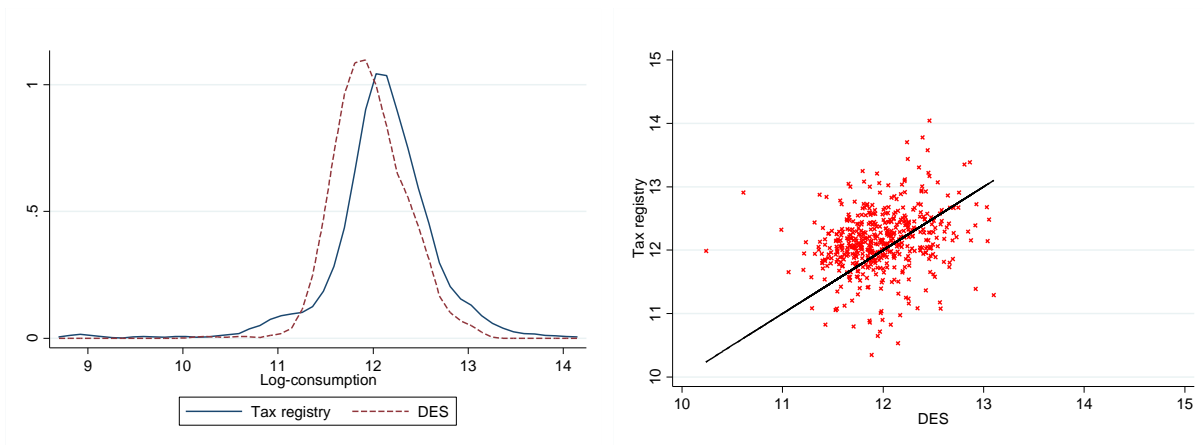 1
.5
0
9 10 11 12 13 14
Log-consumption
Tax registry DES
Tax registry
15
14
13
12
11
10
10 11 12 13 14 15
DES